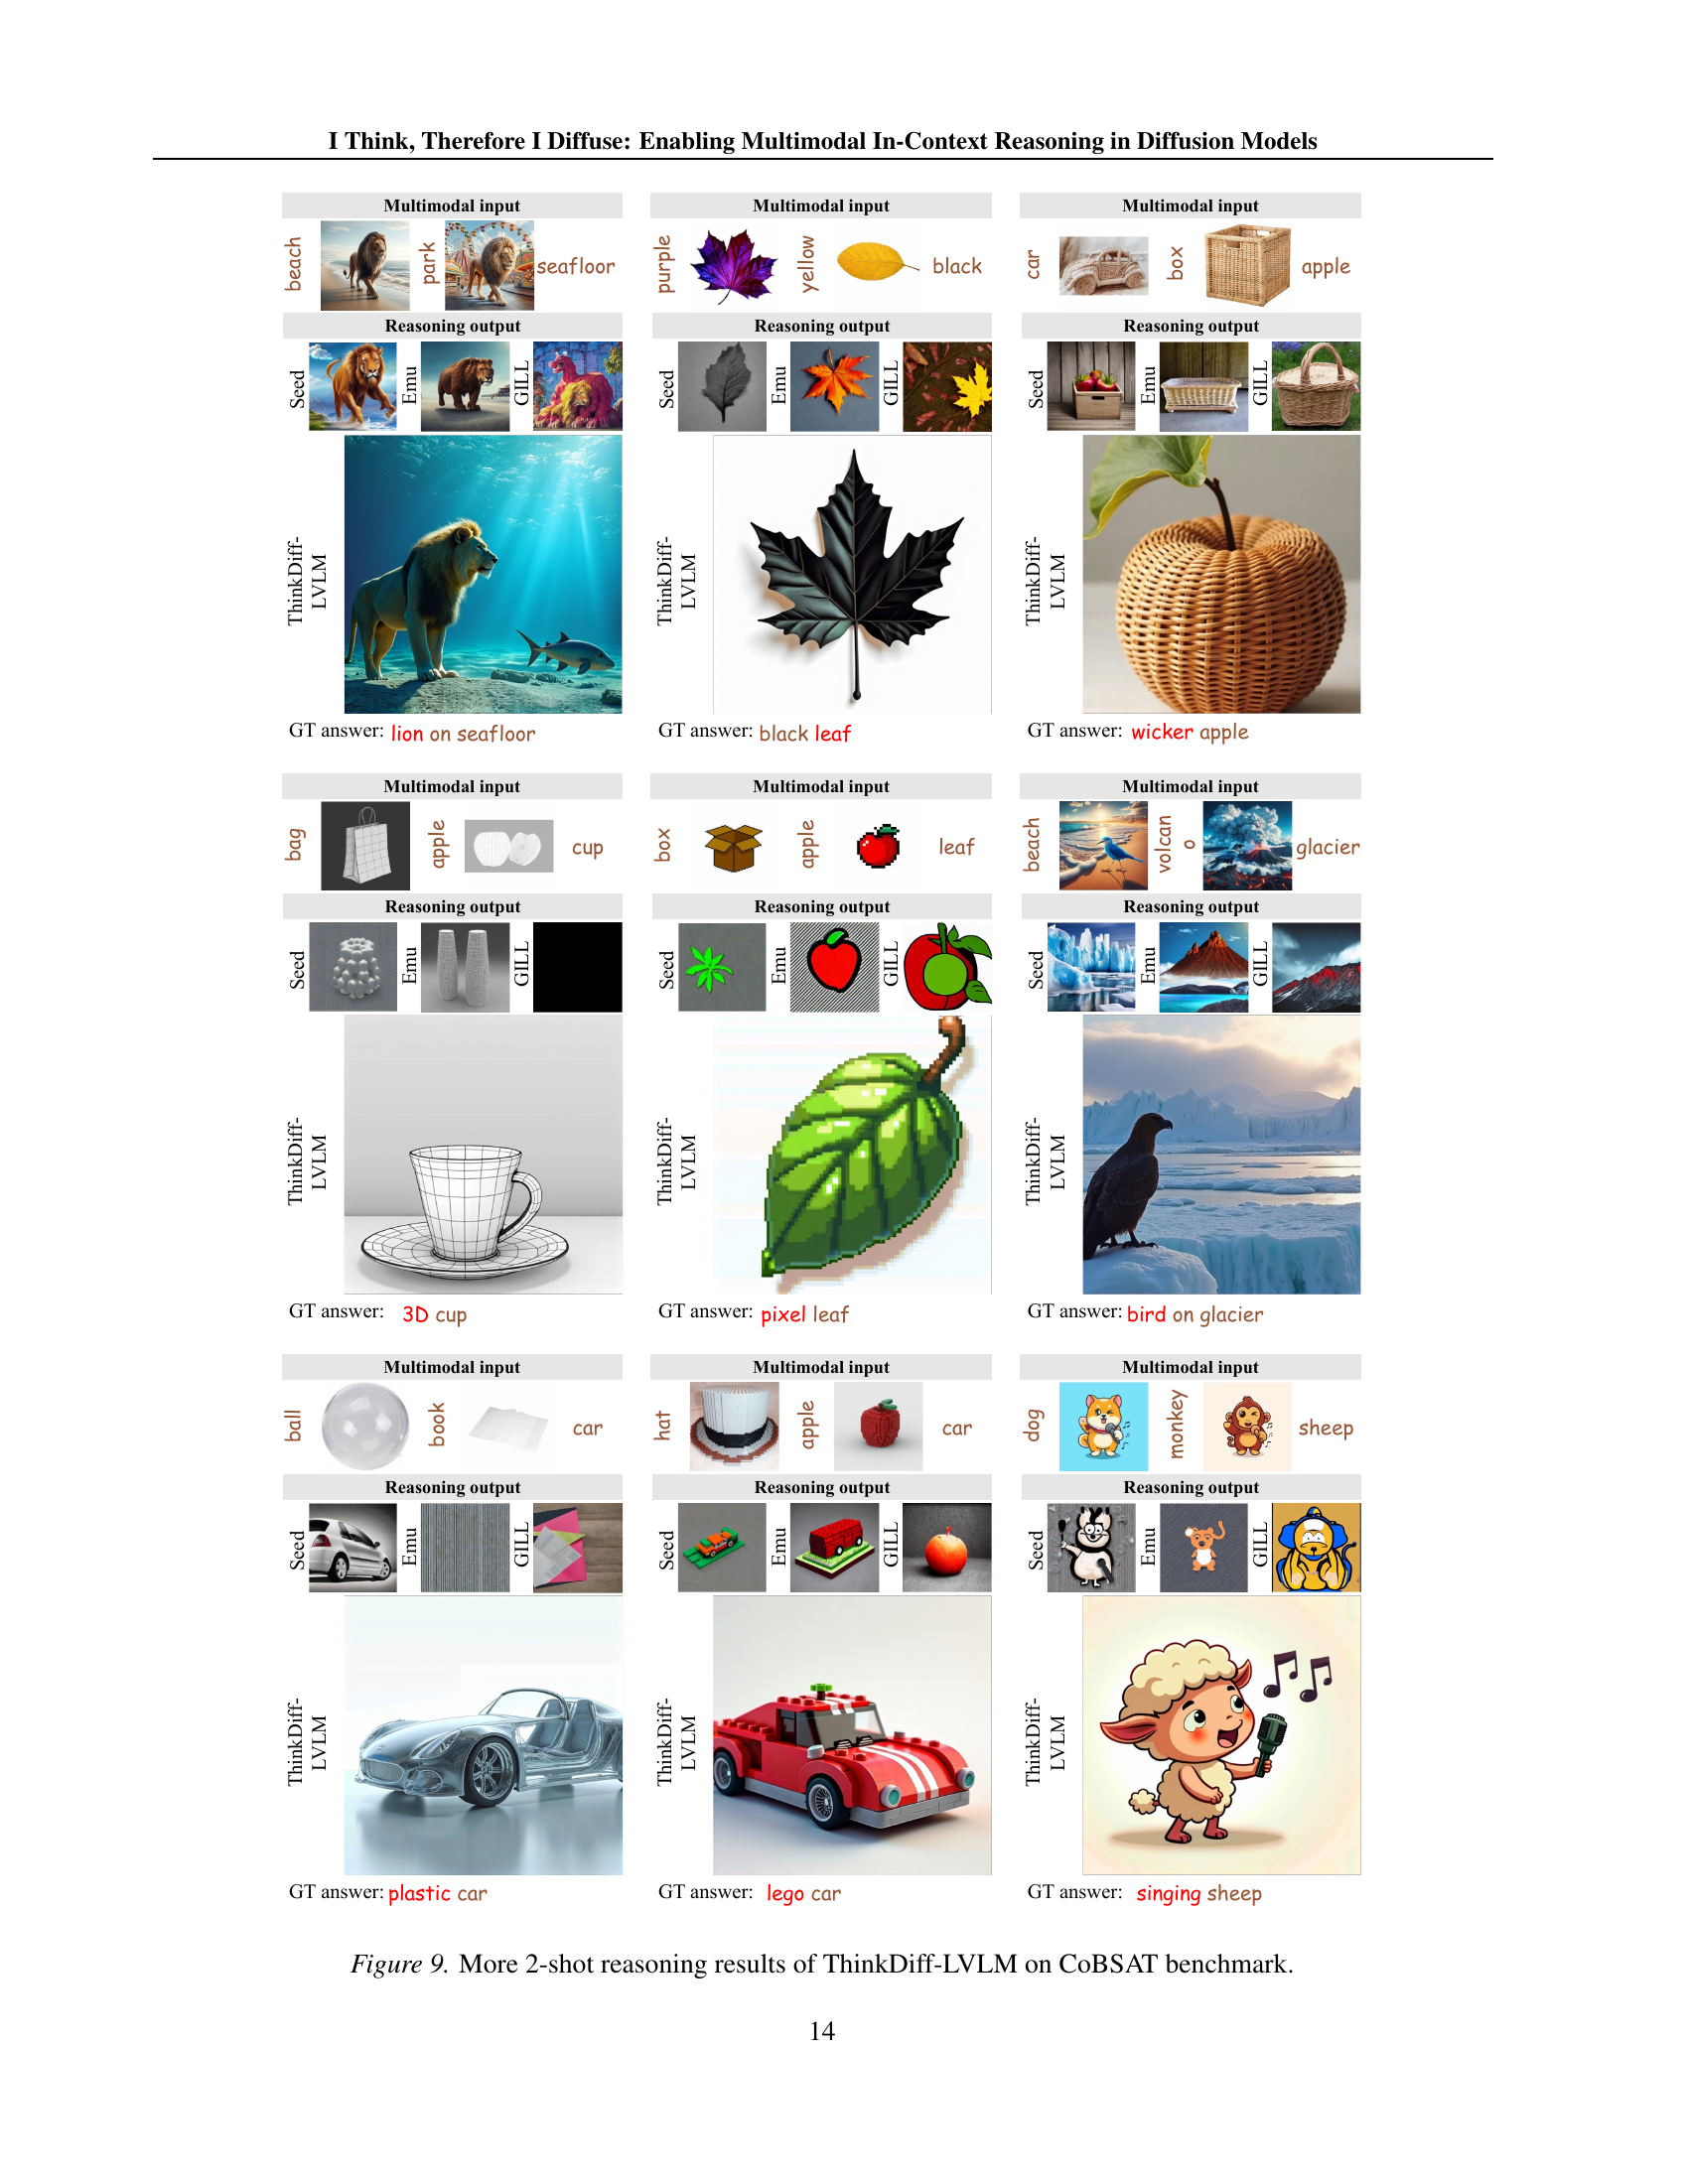 I Think, Therefore I Diffuse: Enabling Multimodal In-Context Reasoning in Diffusion Models
Multimodal input
beach
park
seafloor
Reasoning output
Seed
Emu
GILL
ThinkDiff-
LVLM
GT answer: lion on seafloor
Multimodal input
purple
yellow
black
Reasoning output
Seed
Emu
GILL
ThinkDiff-
LVLM
GT answer: black leaf
Multimodal input
car
box
apple
Reasoning output
Seed
Emu
GILL
ThinkDiff-
LVLM
GT answer: wicker apple
Multimodal input
bag
apple
cup
Reasoning output
Seed
Emu
GILL
ThinkDiff-
LVLM
GT answer: 3D cup
Multimodal input
box
apple
leaf
Reasoning output
Seed
Emu
GILL
ThinkDiff-
LVLM
GT answer: pixel leaf
Multimodal input
beach
volcan
o
glacier
Reasoning output
Seed
Emu
GILL
ThinkDiff-
LVLM
GT answer: bird on glacier
Multimodal input
ball
book
car
Reasoning output
Seed
Emu
GILL
ThinkDiff-
LVLM
GT answer: plastic car
Multimodal input
hat
apple
car
Reasoning output
Seed
Emu
GILL
ThinkDiff-
LVLM
GT answer: lego car
Multimodal input
dog
monkey
sheep
Reasoning output
Seed
Emu
GILL
ThinkDiff-
LVLM
GT answer: singing sheep
Figure 9. More 2-shot reasoning results of ThinkDiff-LVLM on CoBSAT benchmark.
14